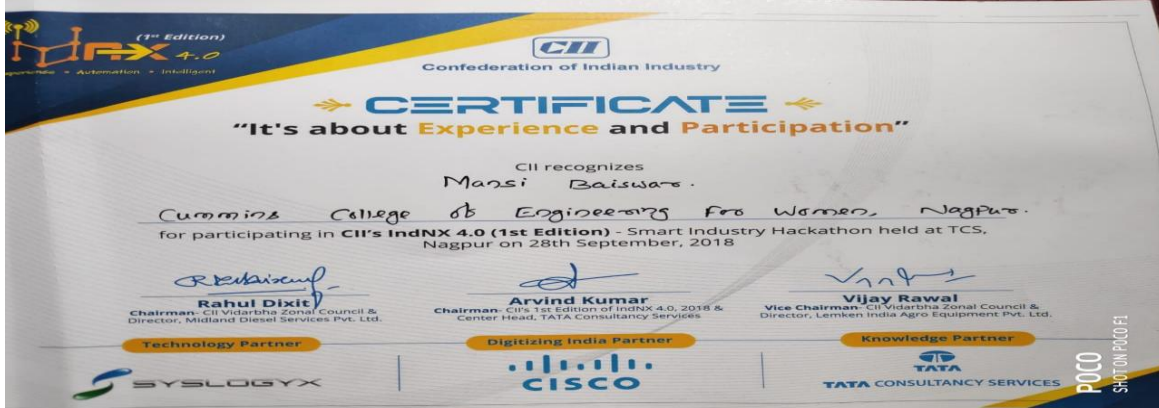 (1st Edition)
IndNX 4.0
Experience • Automation • Intelligent
CII
Confederation of Indian Industry
CERTIFICATE
"It's about Experience and Participation"
CII recognizes
Mansi Baiswar.
Cummins College of Engineering For Women, Nagpur.
for participating in CII's IndNX 4.0 (1st Edition) - Smart Industry Hackathon held at TCS,
Nagpur on 28th September, 2018
Rahul Dixit
Chairman- CII Vidarbha Zonal Council &
Director, Midland Diesel Services Pvt. Ltd.
Arvind Kumar
Chairman- CII's 1st Edition of IndNX 4.0, 2018 &
Center Head, TATA Consultancy Services
Vijay Rawal
Vice Chairman- CII Vidarbha Zonal Council &
Director, Lemken India Agro Equipment Pvt. Ltd.
Technology Partner
Digitizing India Partner
Knowledge Partner
SYSLOGYX
CISCO
TATA
TATA CONSULTANCY SERVICES
POCO
SHOT ON POCO F1